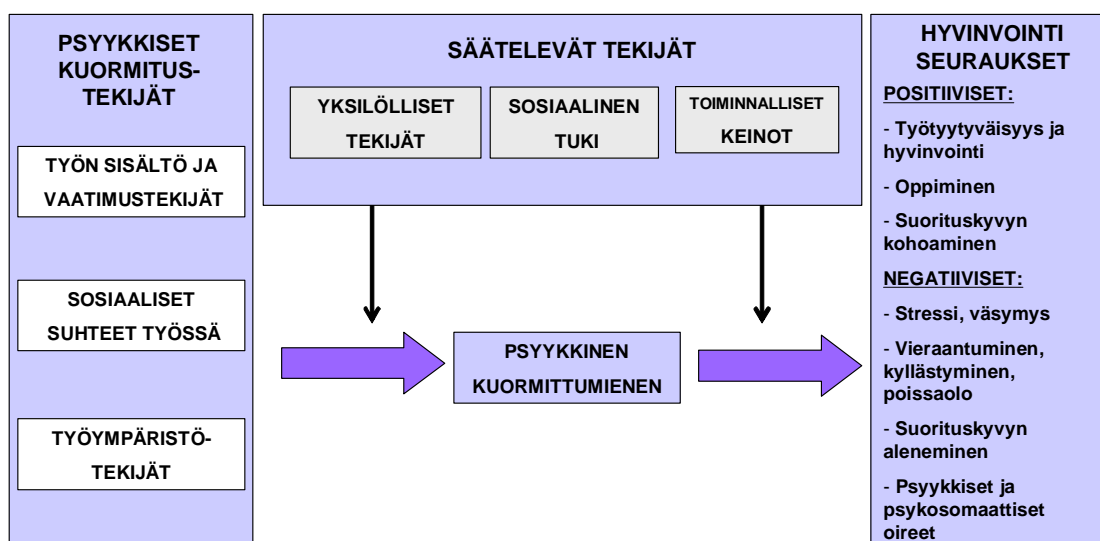 PSYYKKISET
KUORMITUS-
TEKIJÄT
TYÖN SISÄLTÖ JA
VAATIMUSTEKIJÄT
SOSIAALISET
SUHTEET TYÖSSÄ
TYÖYMPÄRISTÖ-
TEKIJÄT
SÄÄTELEVÄT TEKIJÄT
YKSILÖLLISET
TEKIJÄT
SOSIAALINEN
TUKI
TOIMINNALLISET
KEINOT
PSYYKKINEN
KUORMITTUMIENEN
HYVINVOINTI
SEURAUKSET
POSITIIVISET:
- Työtyytyväisyys ja
hyvinvointi
- Oppiminen
- Suorituskyvyn
kohoaminen
NEGATIIVISET:
- Stressi, väsymys
- Vieraantuminen,
kyllästyminen,
poissaolo
- Suorituskyvyn
aleneminen
- Psyykkiset ja
psykosomaattiset
oireet